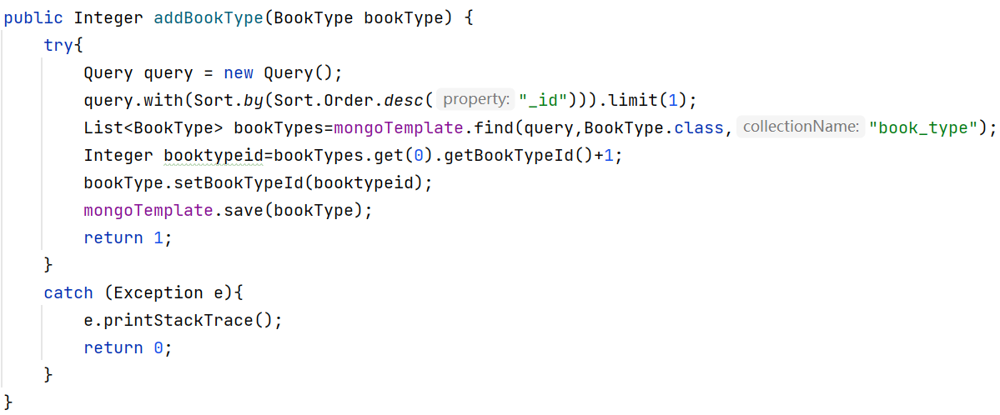 public Integer addBookType(BookType bookType) {
try{
Query query = new Query();
query.with(Sort.by(Sort.Order.desc( property: "_id"))).limit(1);
List<BookType> bookTypes=mongoTemplate.find(query,BookType.class, collectionName: "book_type");
Integer booktypeid=bookTypes.get(0).getBookTypeId()+1;
bookType.setBookTypeId(booktypeid);
mongoTemplate.save(bookType);
return 1;
}
catch (Exception e){
e.printStackTrace();
return 0;
}
}